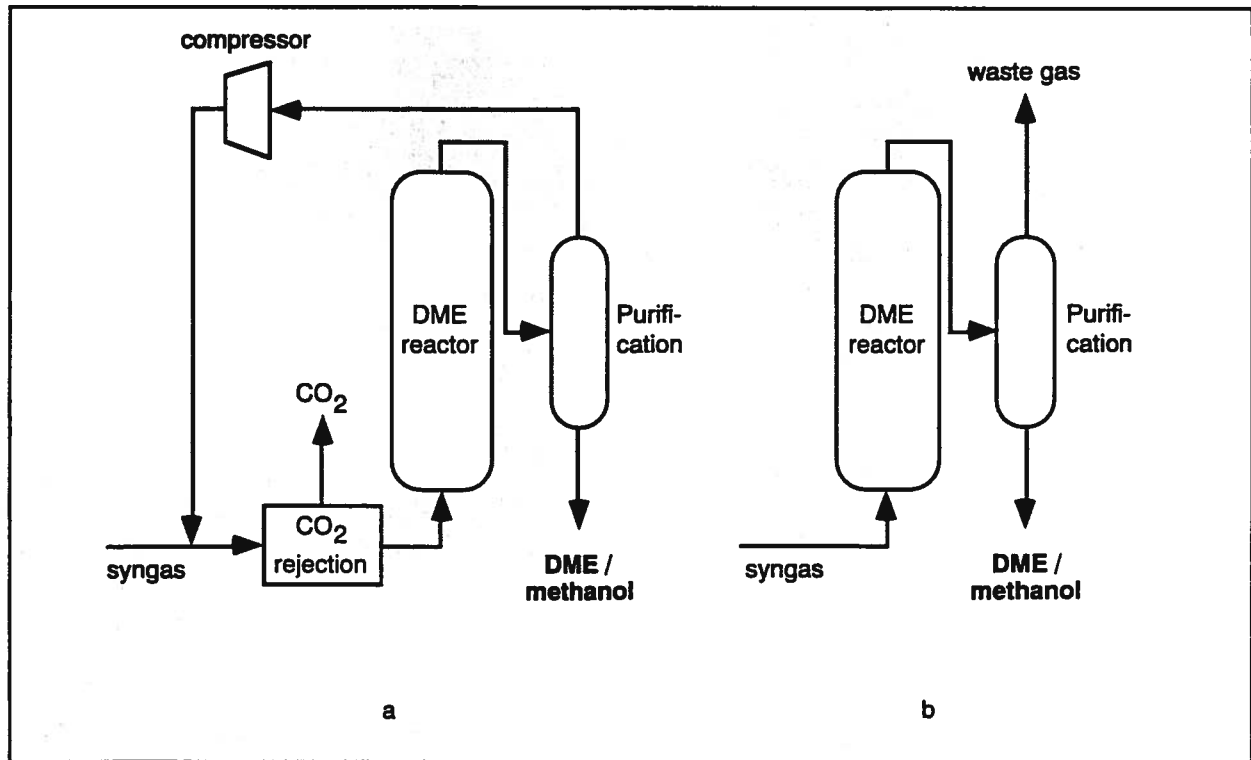 compressor
DME
reactor
Purifi-
cation
CO2
CO2
rejection
syngas
DME /
methanol
a
waste gas
DME
reactor
Purifi-
cation
syngas
DME /
methanol
b